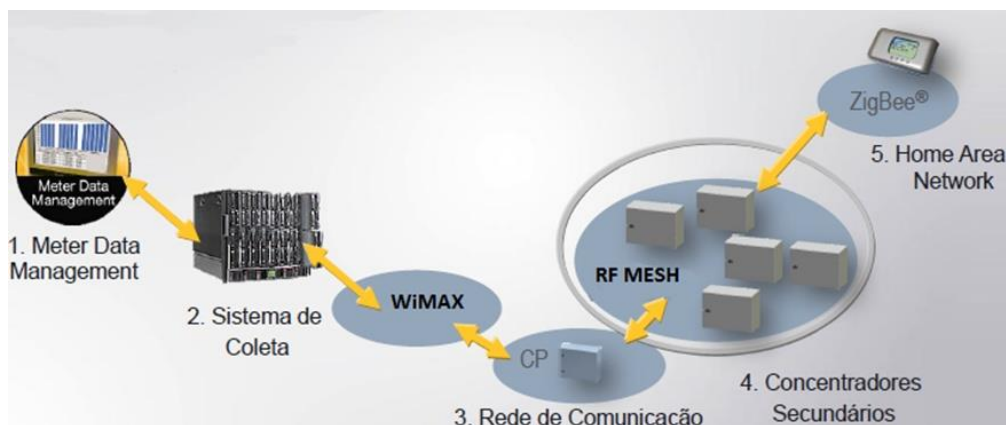 Meter Data
Management
1. Meter Data
Management
2. Sistema de
Coleta
WiMAX
CP
3. Rede de Comunicação
RF MESH
4. Concentradores
Secundários
ZigBee®
5. Home Area
Network